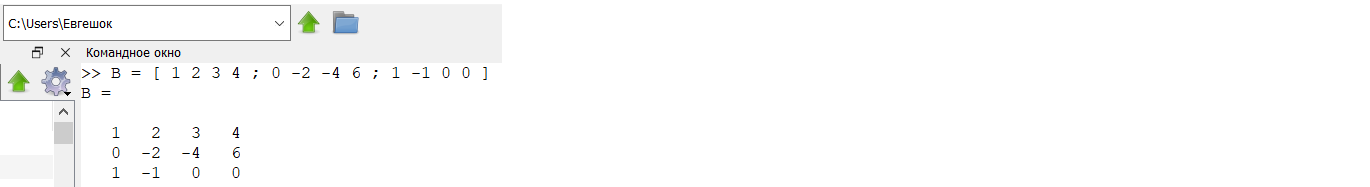 C:\Users\Евгешок
Командное окно
>> B = [ 1 2 3 4 ; 0 -2 -4 6 ; 1 -1 0 0 ]
B =
1 2 3 4
0 -2 -4 6
1 -1 0 0